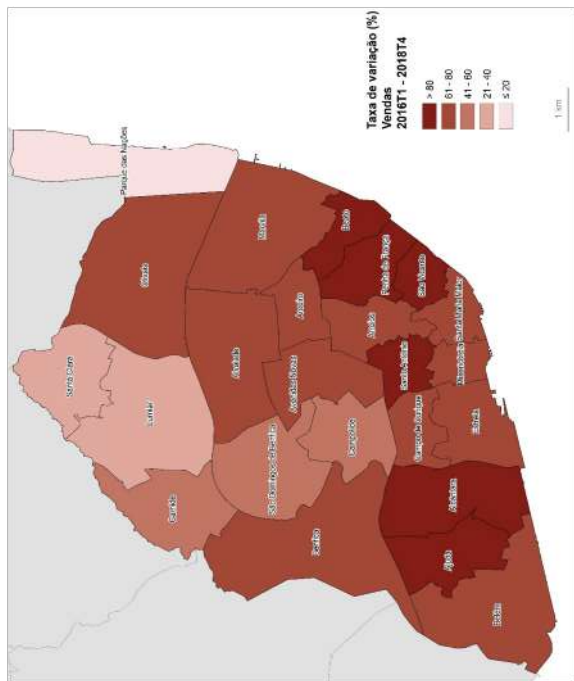 Taxa de variação (%)
Vendas
2016T1 - 2018T4
> 80
61 - 80
41 - 60
21 - 40
≤ 20
1 km
Parque das Nações
Santa Clara
Olivais
Lumiar
Carnide
Marvila
Alvalade
Areeiro
Beato
São Domingos de Benfica
Avenidas Novas
Penha de França
Benfica
Campolide
Arroios
São Vicente
Santo António
Campo de Ourique
Misericórdia
Santa Maria Maior
Estrela
Alcântara
Ajuda
Belém